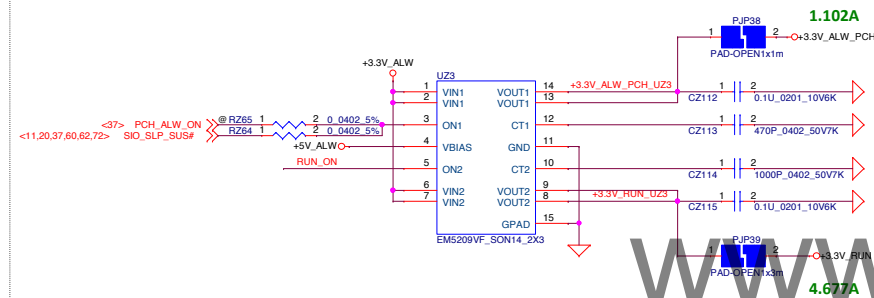 1.102A
PJP38
1 2
+3.3V_ALW_PCH
PAD-OPEN1x1m
+3.3V_ALW
UZ3
1 VIN1 VOUT1 14 +3.3V_ALW_PCH_UZ3
2 VIN1 VOUT1 13
CZ112 1 2 0.1U_0201_10V6K
<37> PCH_ALW_ON @ RZ65 1 2 0_0402_5%
3 ON1 CT1 12
CZ113 1 2 470P_0402_50V7K
<11,20,37,60,62,72> SIO_SLP_SUS# RZ64 1 2 0_0402_5%
+5V_ALW 4 VBIAS GND 11
RUN_ON 5 ON2 CT2 10
CZ114 1 2 1000P_0402_50V7K
6 VIN2 VOUT2 9
7 VIN2 VOUT2 8 +3.3V_RUN_UZ3
CZ115 1 2 0.1U_0201_10V6K
GPAD 15
EM5209VF_SON14_2X3
PJP39
1 2
+3.3V_RUN
PAD-OPEN1x3m
4.677A